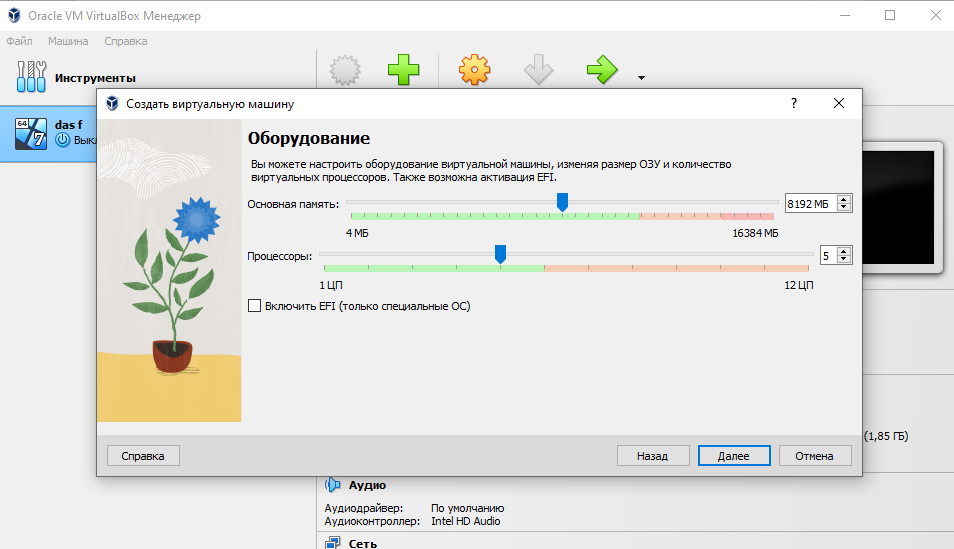 Oracle VM VirtualBox Менеджер
Файл Машина Справка
Инструменты
64
7
das f
Создать виртуальную машину
?
Оборудование
Вы можете настроить оборудование виртуальной машины, изменяя размер ОЗУ и количество
виртуальных процессоров. Также возможна активация EFI.
Основная память: 8192 МБ
4 МБ 16384 МБ
Процессоры: 5
1 ЦП 12 ЦП
Включить EFI (только специальные ОС)
(1,85 ГБ)
Справка Назад Далее Отмена
Аудио
Аудиодрайвер: По умолчанию
Аудиоконтроллер: Intel HD Audio
Сеть